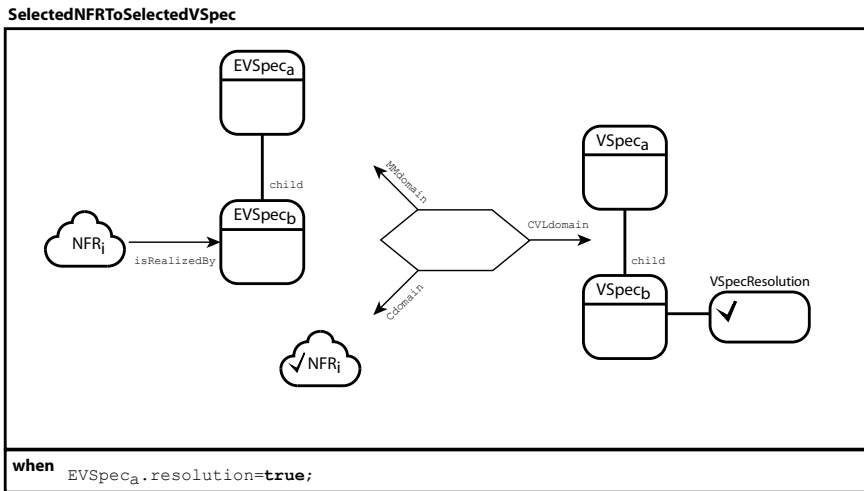 SelectedNFRToSelectedVSpec
EVSpeca
child
EVSpecb
NFRi
isRealizedBy
MMdomain
CVLdomain
Cdomain
NFRi
VSpeca
child
VSpecb
VSpecResolution
when EVSpeca.resolution=true;